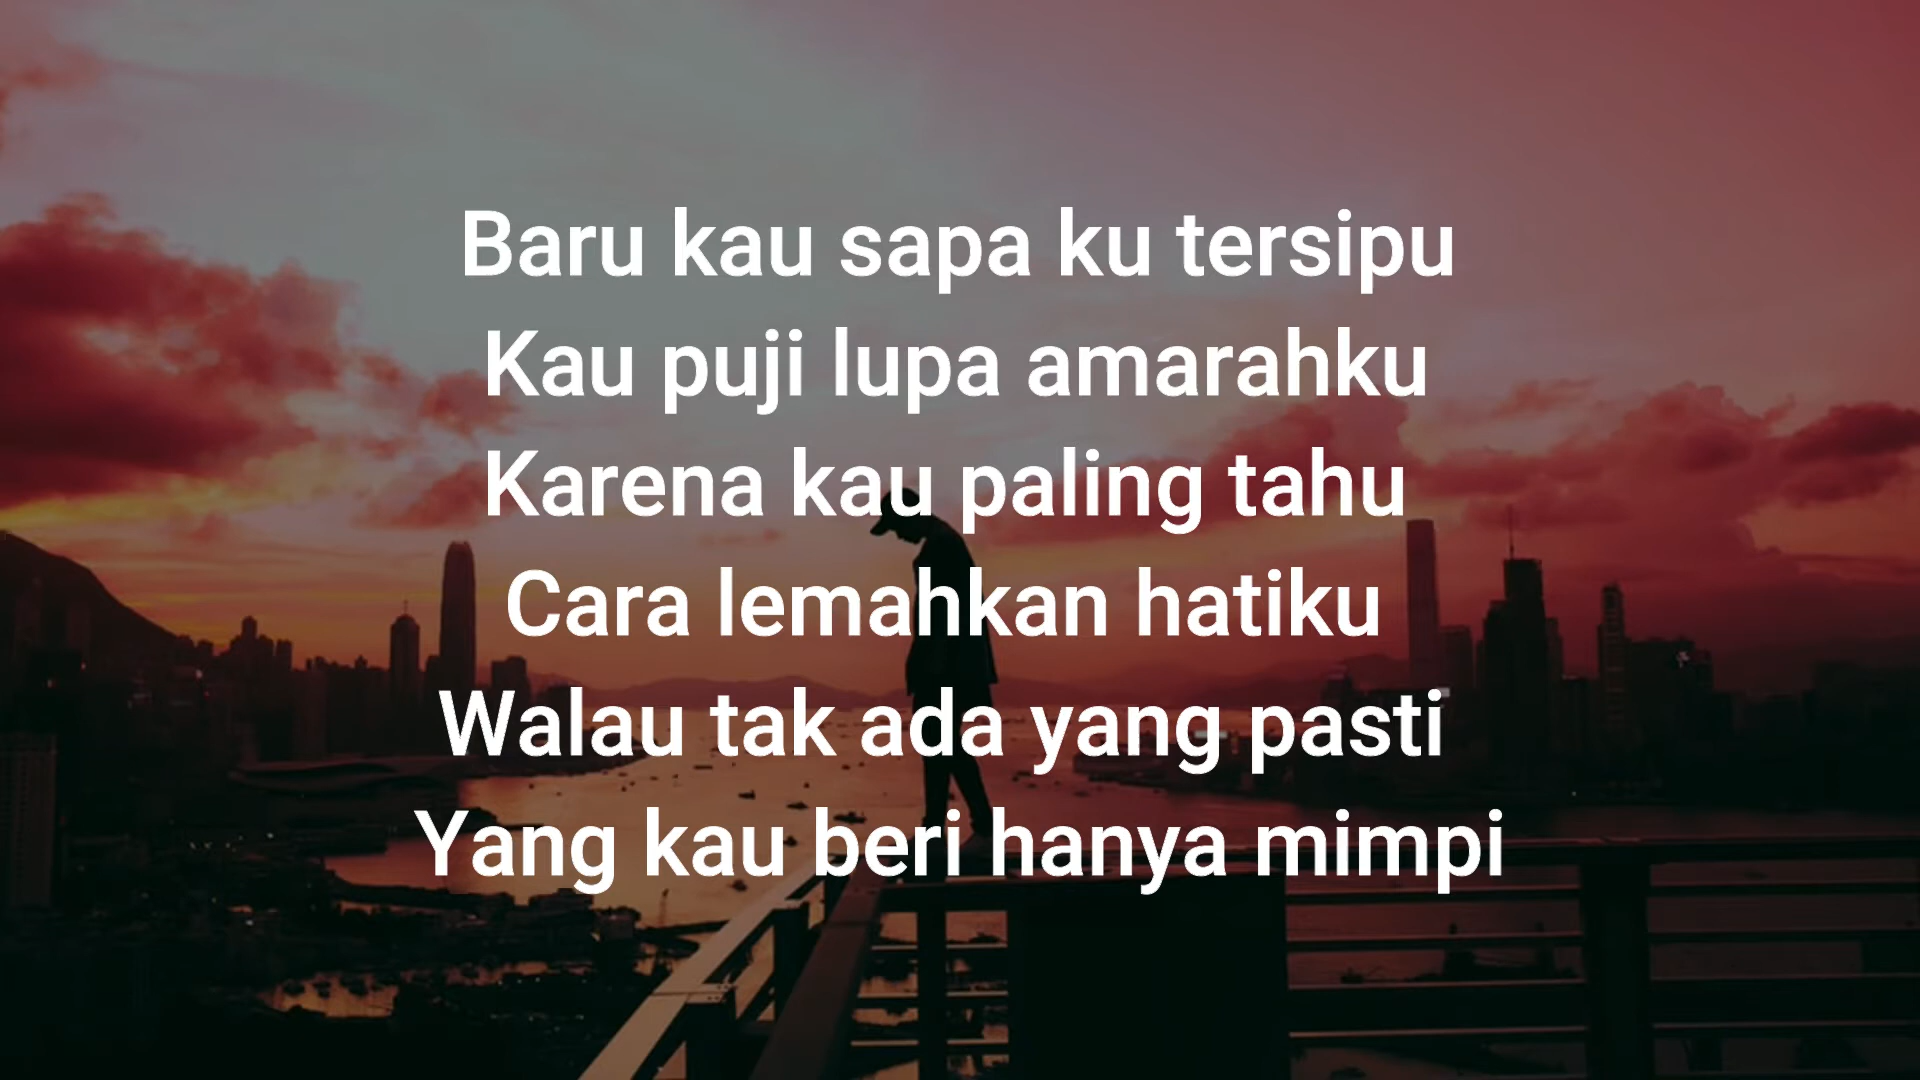 Baru kau sapa ku tersipu
Kau puji lupa amarahku
Karena kau paling tahu
Cara lemahkan hatiku
Walau tak ada yang pasti
Yang kau beri hanya mimpi